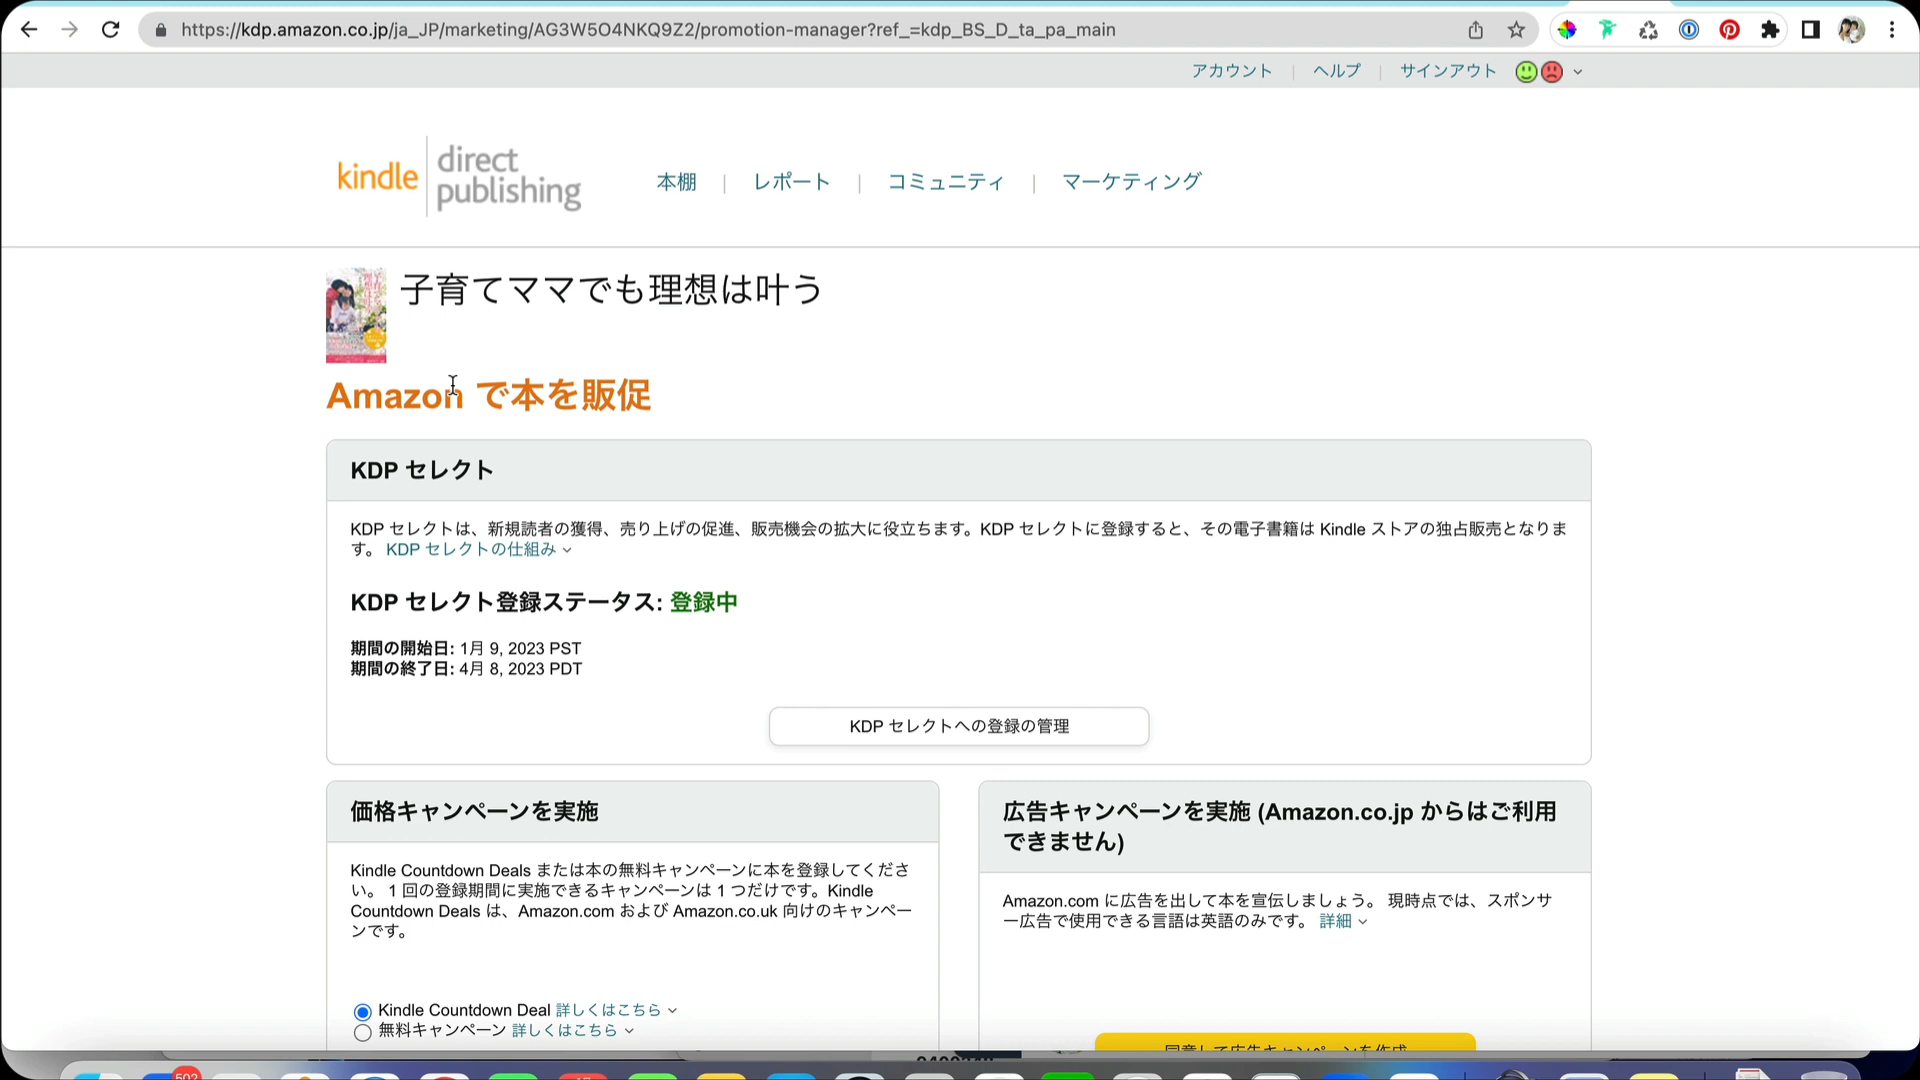 https://kdp.amazon.co.jp/ja_JP/marketing/AG3W5O4NKQ9Z2/promotion-manager?ref_=kdp_BS_D_ta_pa_main
アカウント | ヘルプ | サインアウト
kindle direct publishing
本棚 | レポート | コミュニティ | マーケティング
子育てママでも理想は叶う
Amazon で本を販促
KDP セレクト
KDP セレクトは、新規読者の獲得、売り上げの促進、販売機会の拡大に役立ちます。KDP セレクトに登録すると、その電子書籍は Kindle ストアの独占販売となりま
す。 KDP セレクトの仕組み
KDP セレクト登録ステータス: 登録中
期間の開始日: 1月 9, 2023 PST
期間の終了日: 4月 8, 2023 PDT
KDP セレクトへの登録の管理
価格キャンペーンを実施
Kindle Countdown Deals または本の無料キャンペーンに本を登録してくださ
い。 1 回の登録期間に実施できるキャンペーンは 1 つだけです。Kindle
Countdown Deals は、Amazon.com および Amazon.co.uk 向けのキャンペー
ンです。
Kindle Countdown Deal 詳しくはこちら
無料キャンペーン 詳しくはこちら
広告キャンペーンを実施 (Amazon.co.jp からはご利用
できません)
Amazon.com に広告を出して本を宣伝しましょう。 現時点では、スポンサ
ー広告で使用できる言語は英語のみです。 詳細
同意して広告キャンペーンを作成
502